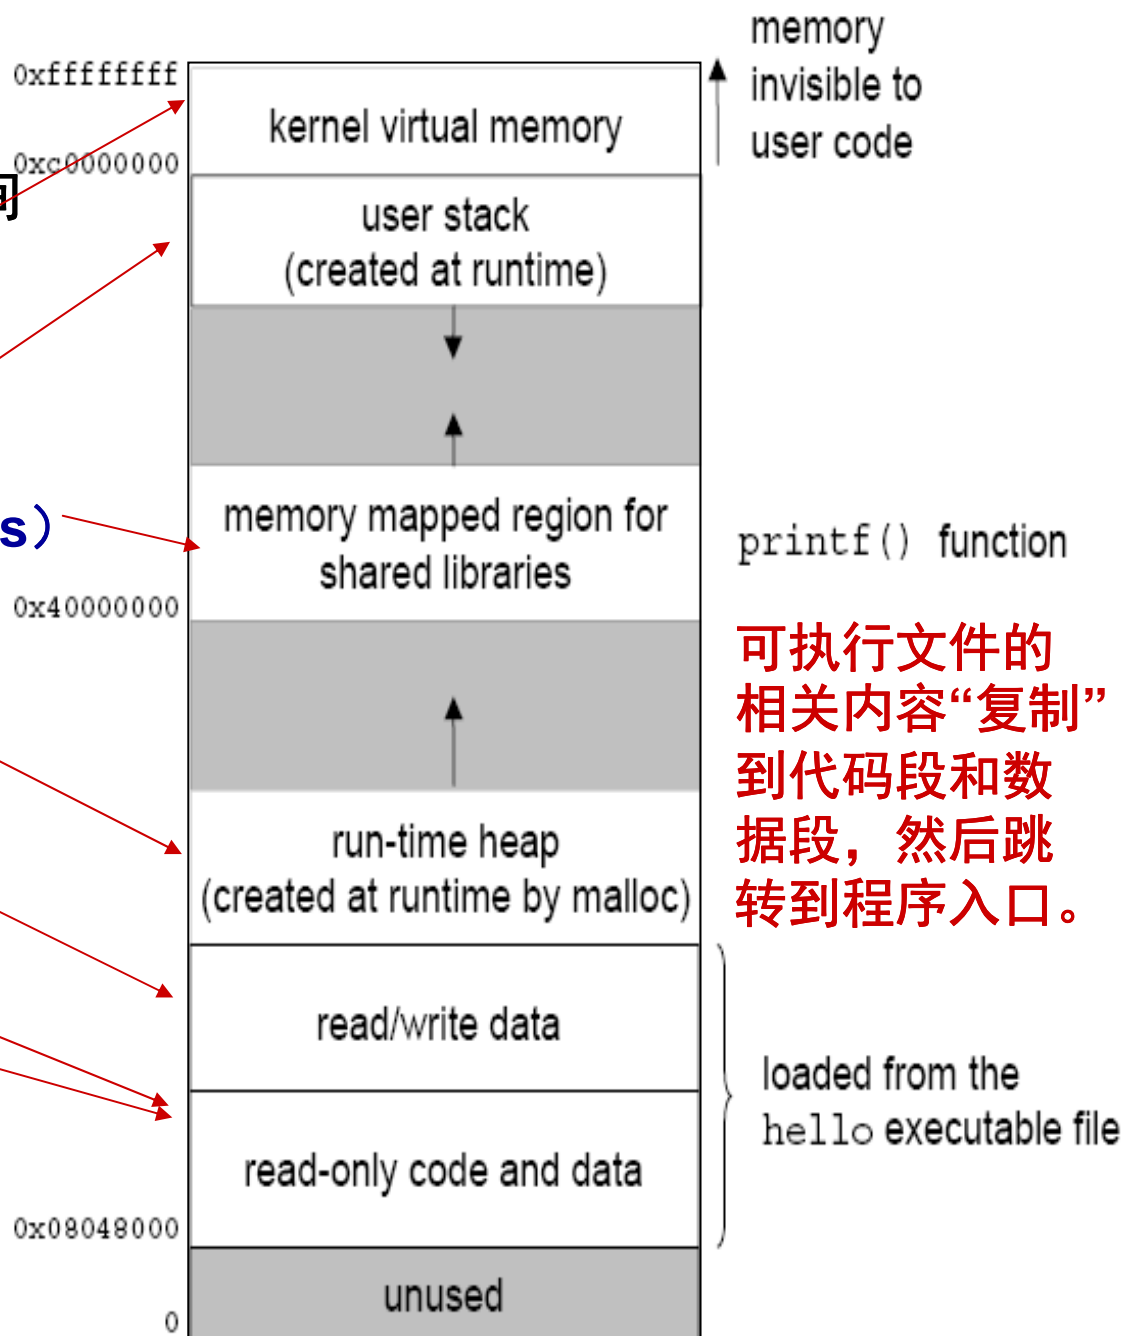 memory
invisible to
user code
0xffffffff
kernel virtual memory
0xc0000000
间
user stack
(created at runtime)
s）
memory mapped region for
shared libraries
printf() function
0x40000000
可执行文件的
相关内容“复制”
到代码段和数
据段，然后跳
转到程序入口。
run-time heap
(created at runtime by malloc)
read/write data
loaded from the
hello executable file
read-only code and data
0x08048000
unused
0